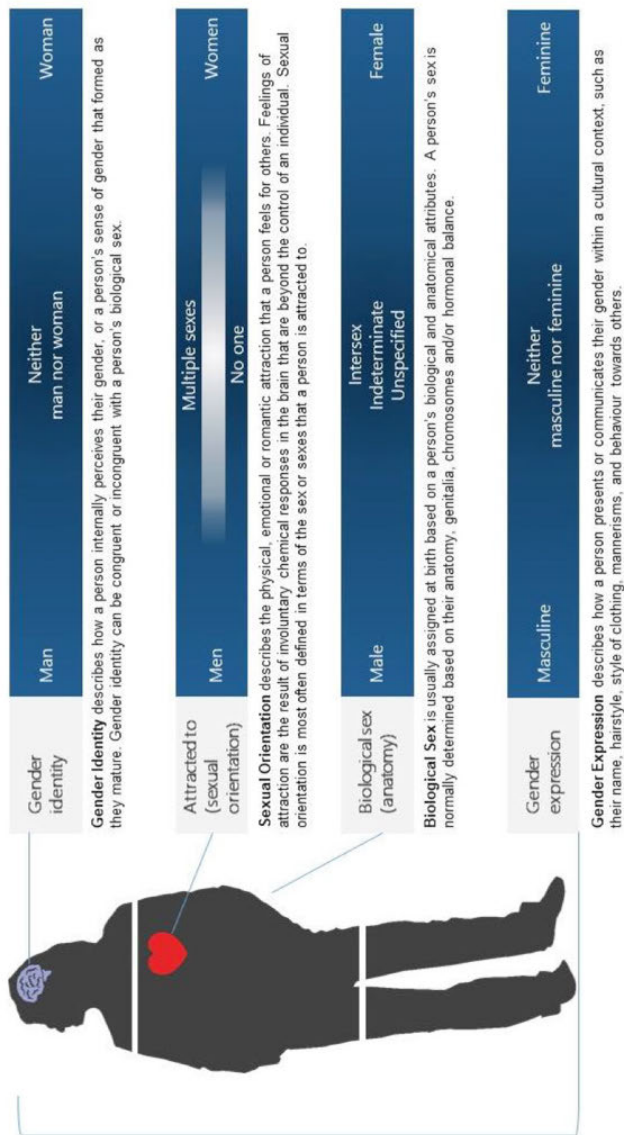 Gender
identity
Man
Neither
man nor woman
Woman
Gender Identity describes how a person internally perceives their gender, or a person's sense of gender that formed as
they mature. Gender identity can be congruent or incongruent with a person's biological sex.
Attracted to
(sexual
orientation)
Men
Multiple sexes
No one
Women
Sexual Orientation describes the physical, emotional or romantic attraction that a person feels for others. Feelings of
attraction are the result of involuntary chemical responses in the brain that are beyond the control of an individual. Sexual
orientation is most often defined in terms of the sex or sexes that a person is attracted to.
Biological sex
(anatomy)
Male
Intersex
Indeterminate
Unspecified
Female
Biological Sex is usually assigned at birth based on a person's biological and anatomical attributes. A person's sex is
normally determined based on their anatomy, genitalia, chromosomes and/or hormonal balance.
Gender
expression
Masculine
Neither
masculine nor feminine
Feminine
Gender Expression describes how a person presents or communicates their gender within a cultural context, such as
their name, hairstyle, style of clothing, mannerisms, and behaviour towards others.